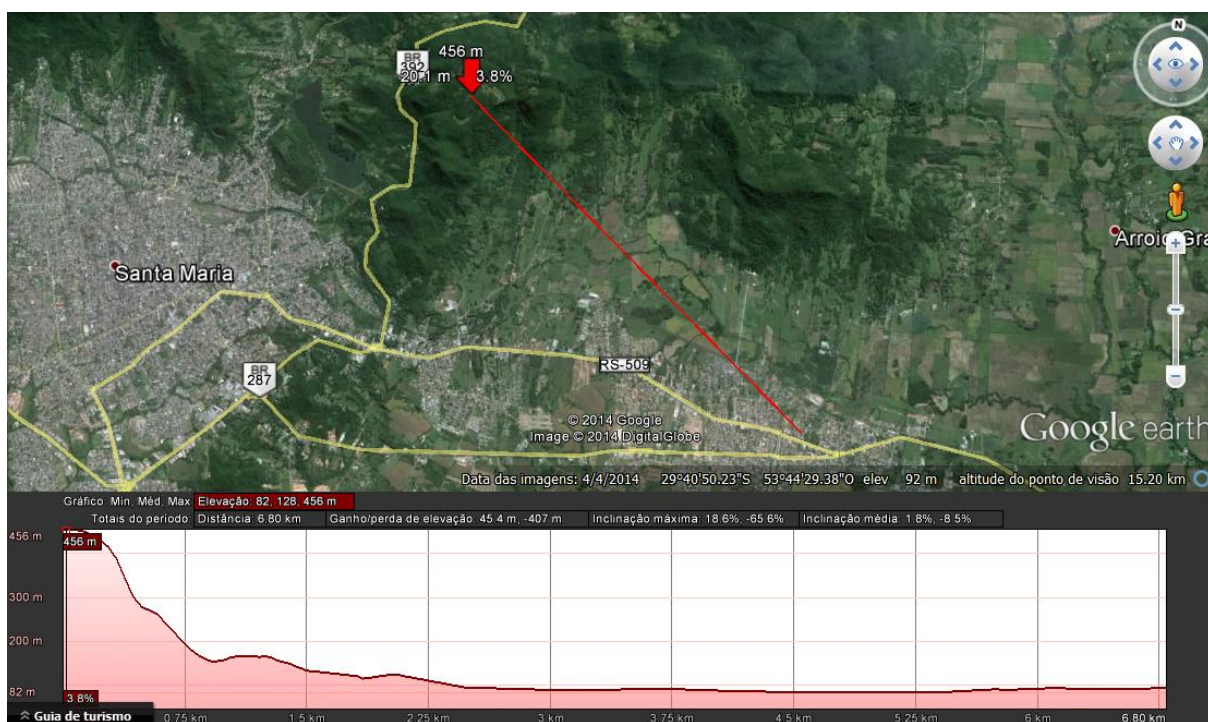 N
456 m
BR
392
20.1 m 3.8%
Arroio Gra
Santa Maria
RS-509
BR
287
© 2014 Google
Image © 2014 DigitalGlobe
Google earth
Data das imagens: 4/4/2014 29°40'50.23"S 53°44'29.38"O elev 92 m altitude do ponto de visão 15.20 km
Gráfico: Min, Méd, Max Elevação: 82, 128, 456 m
Totais do período: Distância: 6.80 km Ganho/perda de elevação: 45.4 m, -407 m Inclinação máxima: 18.6%, -65.6% Inclinação média: 1.8%, -8.5%
456 m
456 m
300 m
200 m
82 m
3.8%
Guia de turismo 0.75 km 1.5 km 2.25 km 3 km 3.75 km 4.5 km 5.25 km 6 km 6.80 km